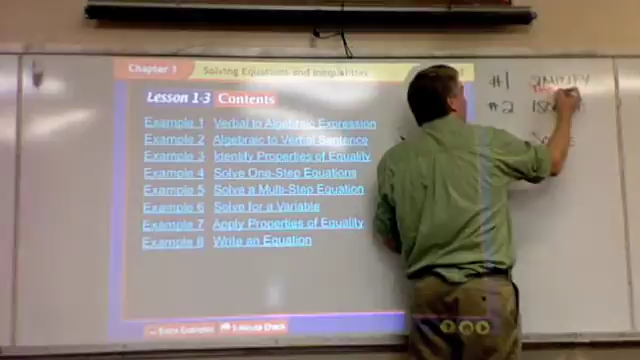 Chapter 1 Solving Equations and Inequalities
Lesson 1-3 Contents
Example 1 Verbal to Algebraic Expression
Example 2 Algebraic to Verbal Sentence
Example 3 Identify Properties of Equality
Example 4 Solve One-Step Equations
Example 5 Solve a Multi-Step Equation
Example 6 Solve for a Variable
Example 7 Apply Properties of Equality
Example 8 Write an Equation
Extra Examples 5-Minute Check
#1 SIMPLIFY
#2